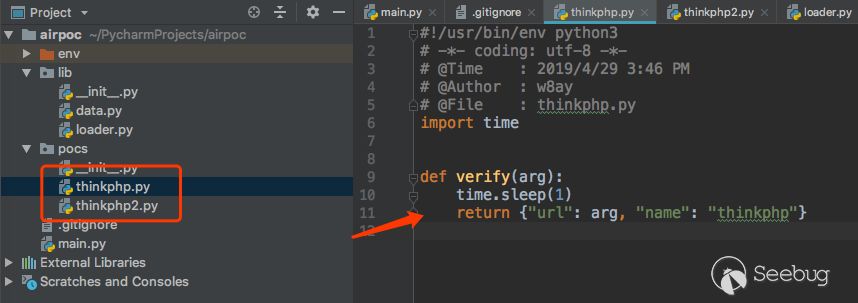 Project
main.py
.gitignore
thinkphp.py
thinkphp2.py
loader.py
airpoc ~/PycharmProjects/airpoc
env
lib
__init__.py
data.py
loader.py
pocs
__init__.py
thinkphp.py
thinkphp2.py
.gitignore
main.py
External Libraries
Scratches and Consoles
1 #!/usr/bin/env python3
2 # -*- coding: utf-8 -*-
3 # @Time    : 2019/4/29 3:46 PM
4 # @Author  : w8ay
5 # @File    : thinkphp.py
6 import time
7
8
9 def verify(arg):
10     time.sleep(1)
11     return {"url": arg, "name": "thinkphp"}
12
Seebug